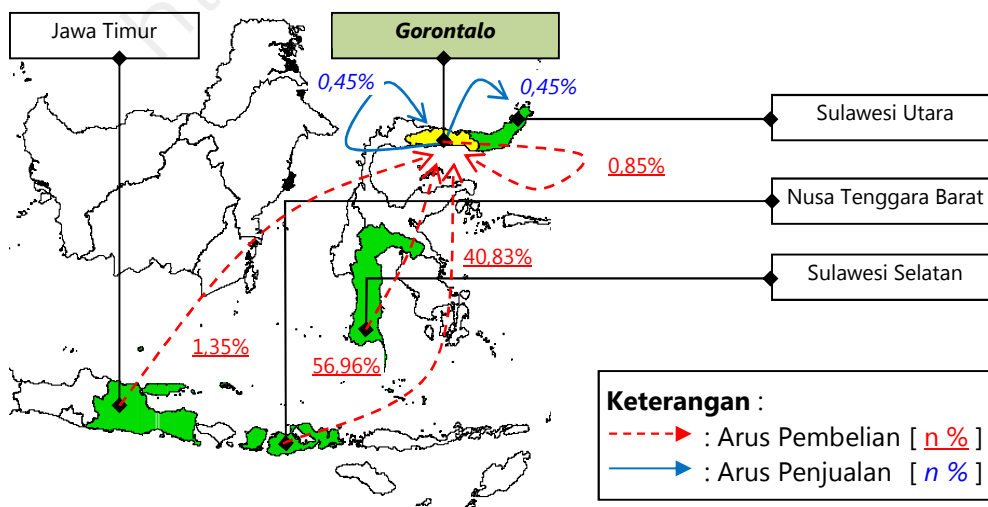 Jawa Timur
Gorontalo
0,45%
0,45%
Sulawesi Utara
0,85%
Nusa Tenggara Barat
40,83%
Sulawesi Selatan
1,35%
56,96%
Keterangan :
: Arus Pembelian [ n % ]
: Arus Penjualan [ n % ]